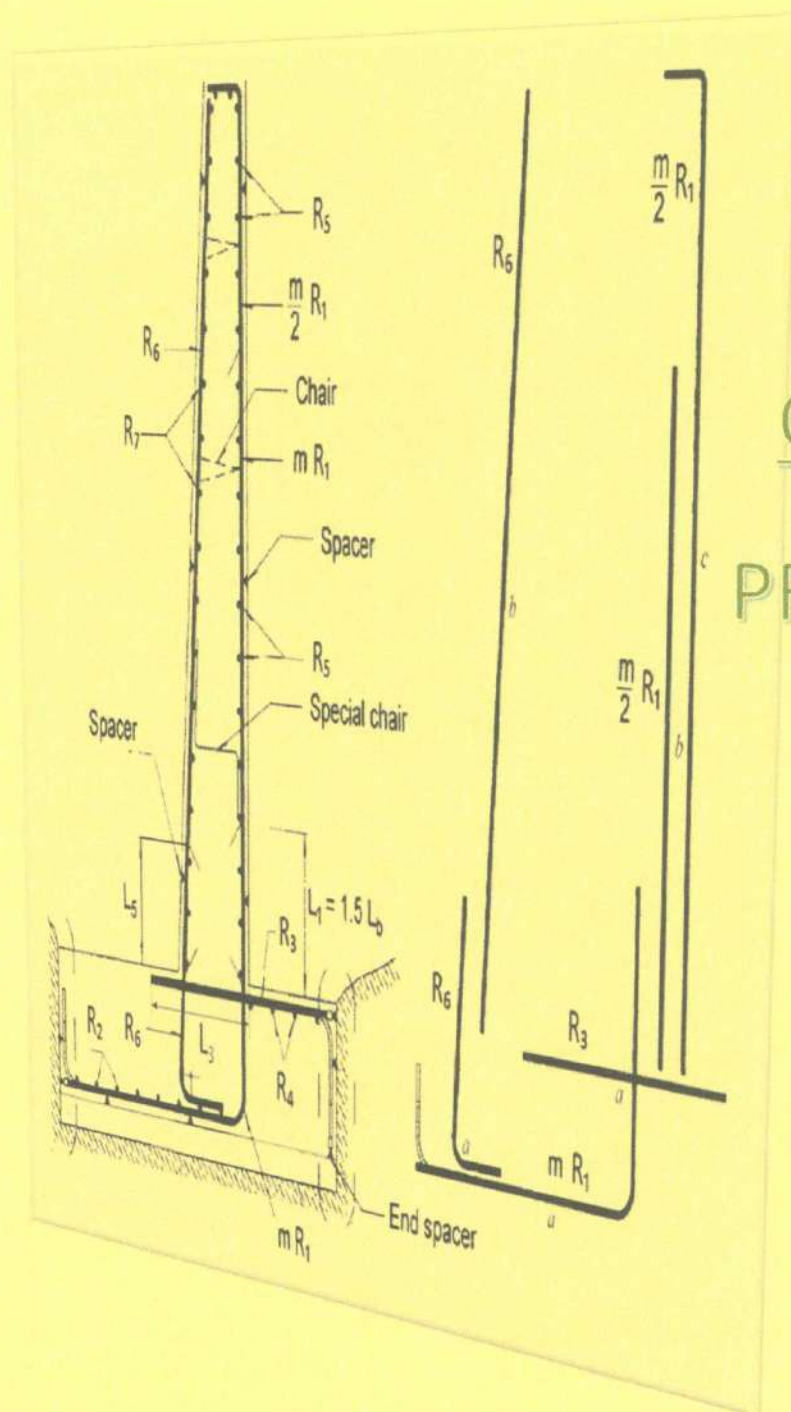 R₅
m/2 R₁
R₆
Chair
R₇
m R₁
Spacer
R₅
Special chair
Spacer
L₅
L₁ = 1.5 L_b
R₃
R₂
R₆
L₃
R₄
End spacer
m R₁
m/2 R₁
R₆
c
b
m/2 R₁
b
R₆
R₃
a
a
m R₁
a